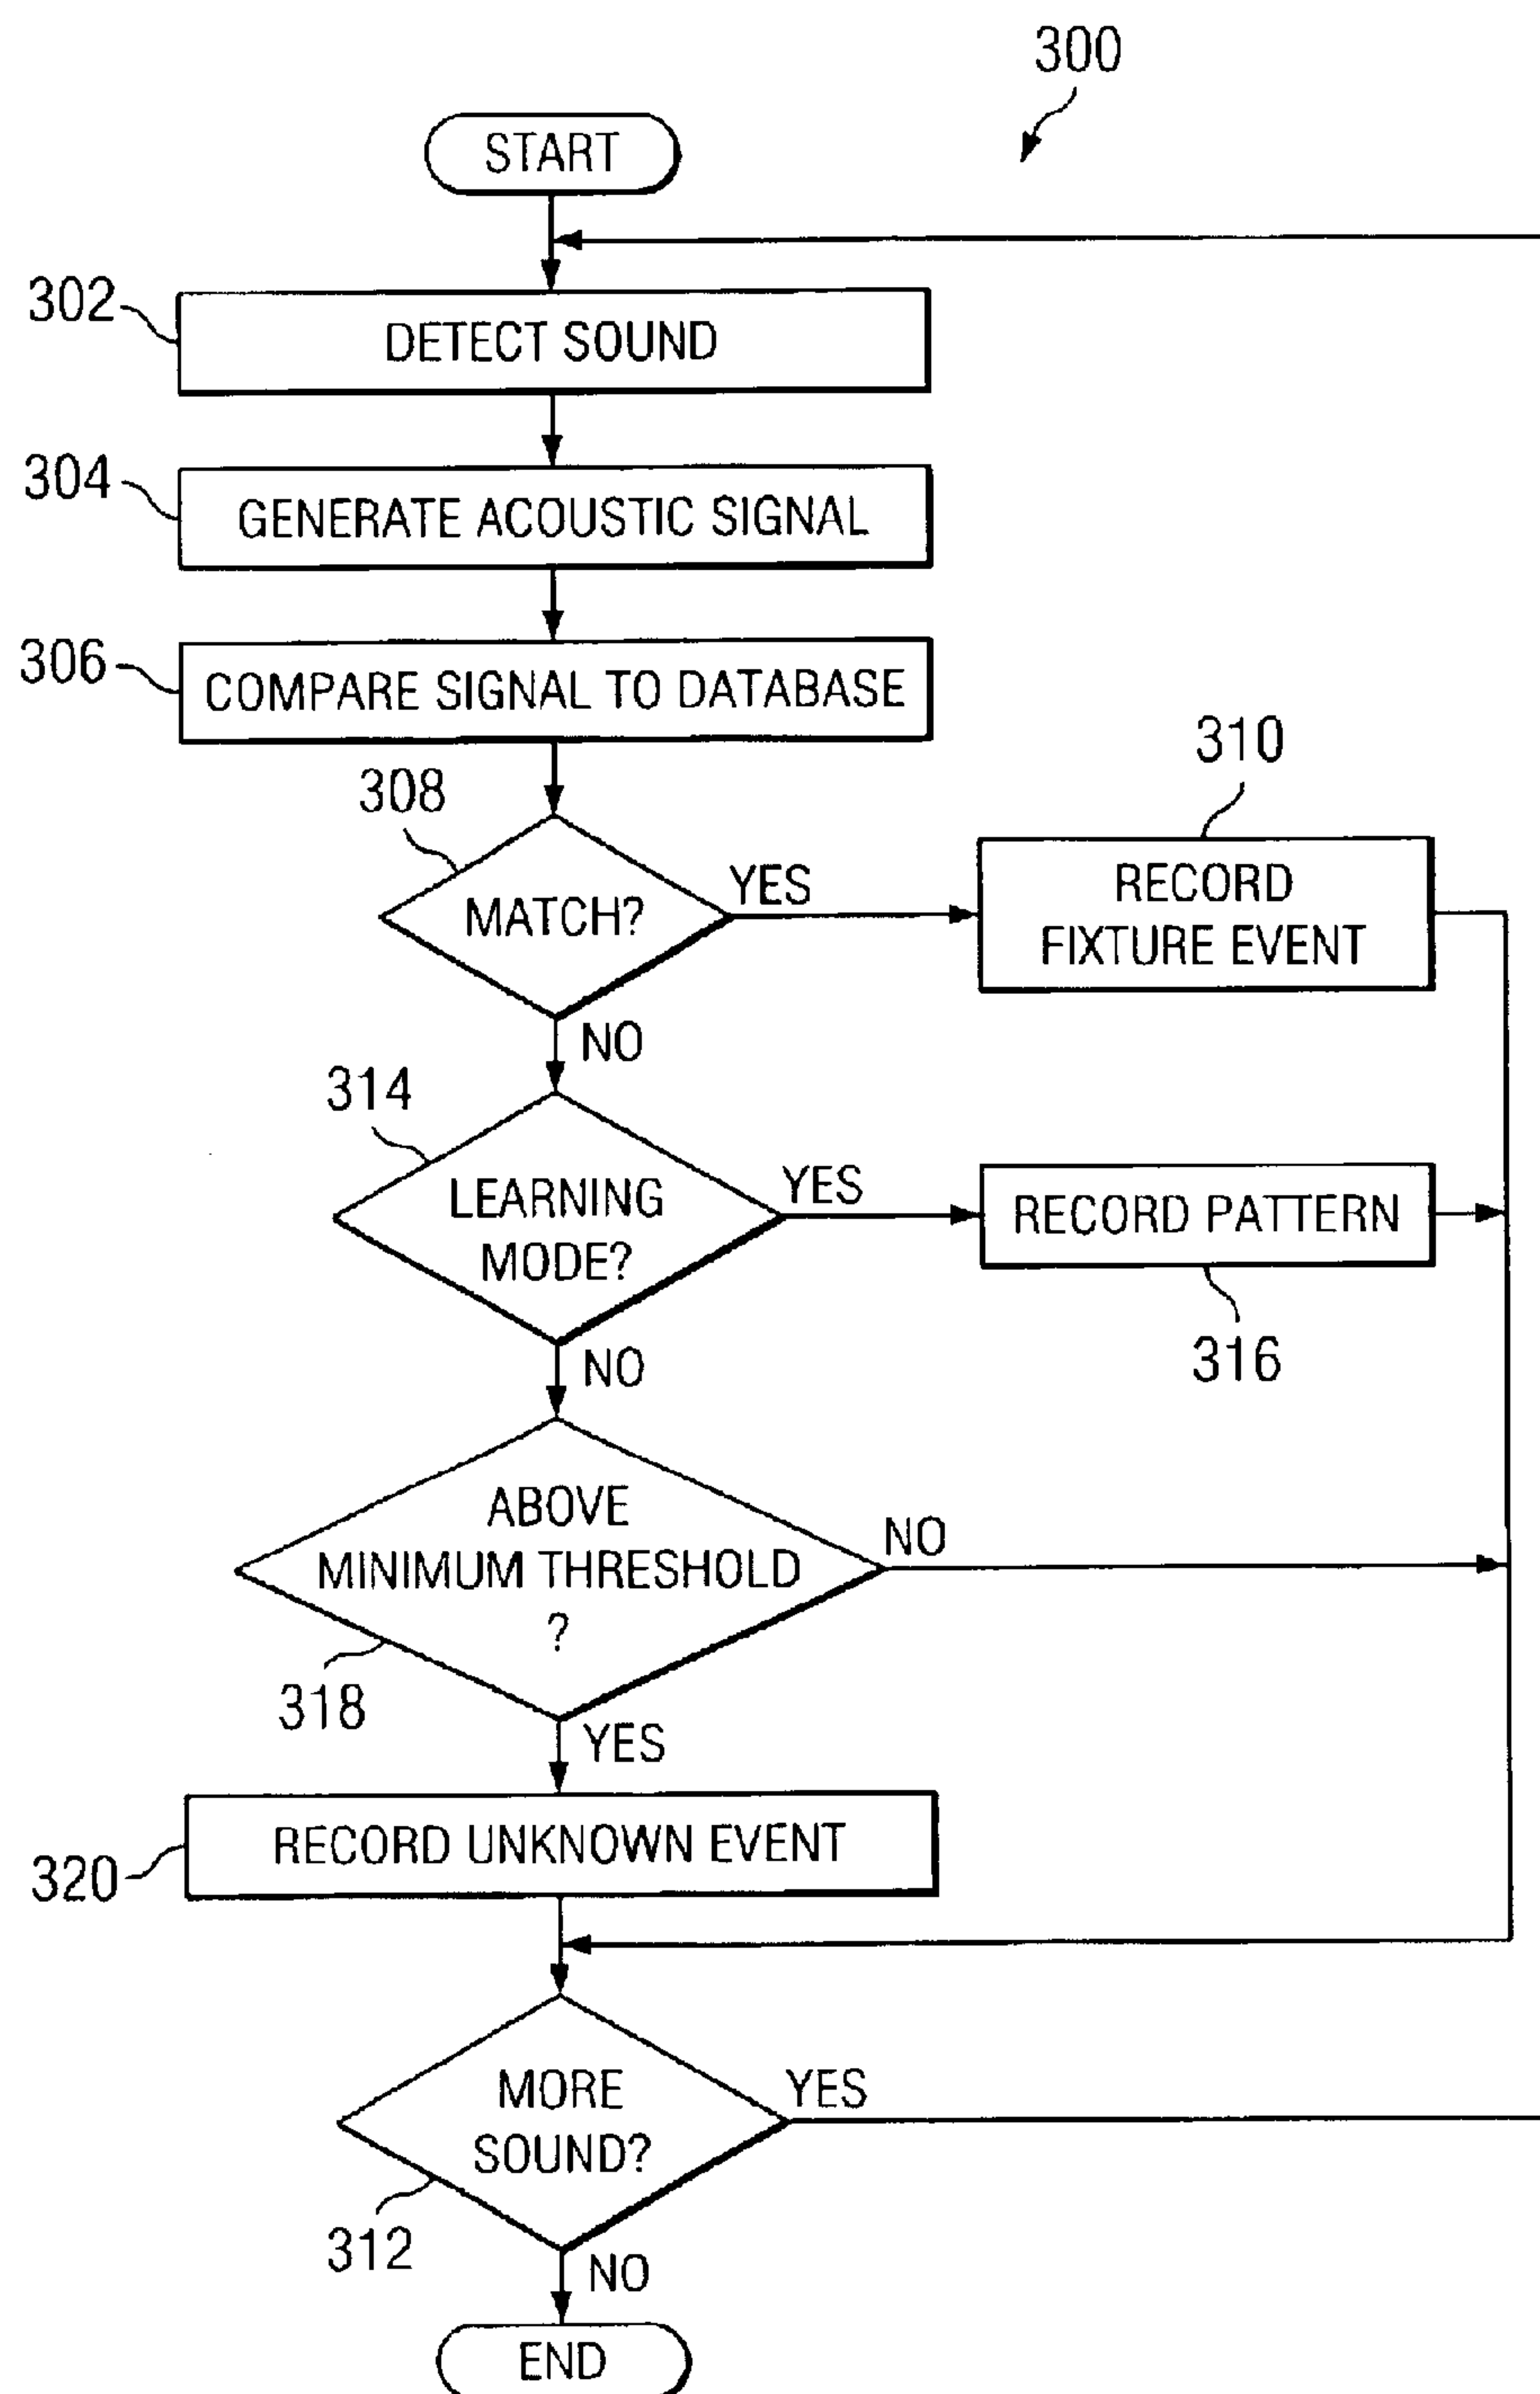 300
START
302
DETECT SOUND
304
GENERATE ACOUSTIC SIGNAL
306
COMPARE SIGNAL TO DATABASE
308
MATCH?
YES
310
RECORD
FIXTURE EVENT
NO
314
LEARNING
MODE?
YES
RECORD PATTERN
316
NO
ABOVE
MINIMUM THRESHOLD
?
NO
318
YES
RECORD UNKNOWN EVENT
320
MORE
SOUND?
YES
312
NO
END